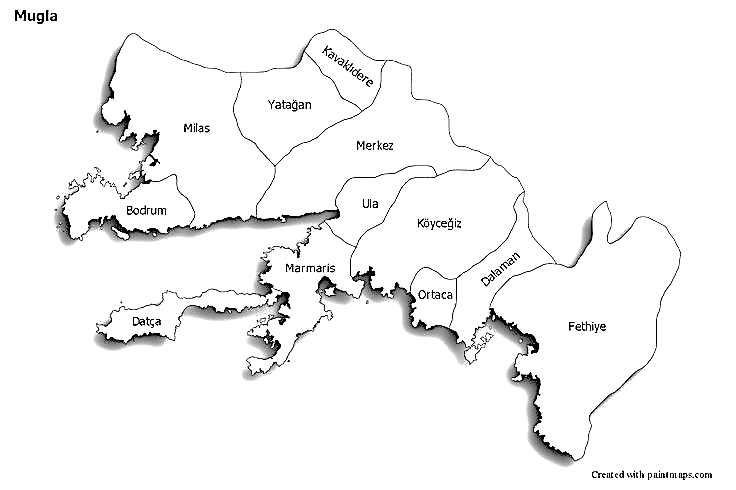 Mugla
Kavaklıdere
Yatağan
Milas
Merkez
Bodrum
Ula
Köyceğiz
Marmaris
Dalaman
Ortaca
Datça
Fethiye
Created with paintmaps.com